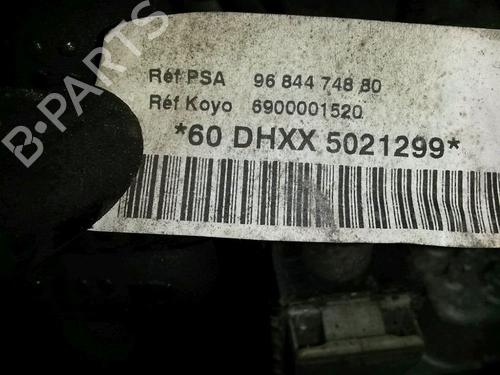 B-PARTS
Réf PSA 96 844 748 80
Réf Koyo 6900001520
*60 DHXX 5021299*